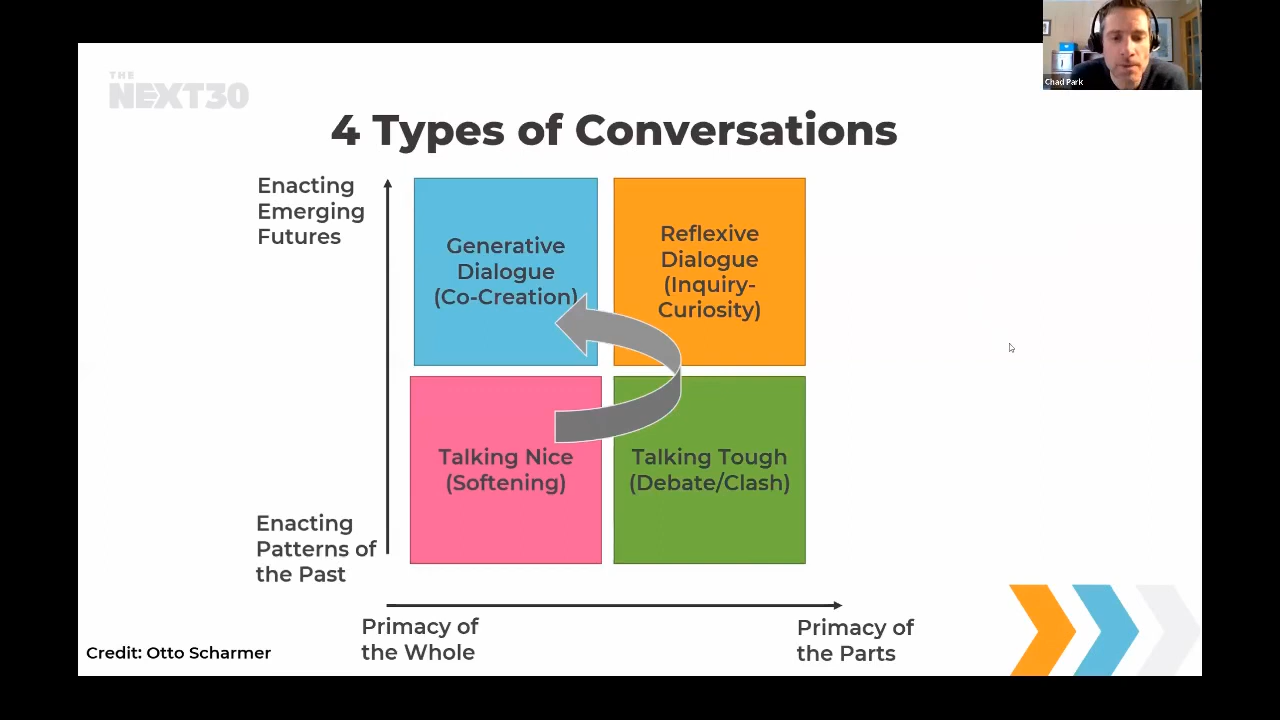 Chad Park
THE
NEXT30
4 Types of Conversations
Enacting
Emerging
Futures
Generative
Dialogue
(Co-Creation)
Reflexive
Dialogue
(Inquiry-
Curiosity)
Talking Nice
(Softening)
Talking Tough
(Debate/Clash)
Enacting
Patterns of
the Past
Primacy of
the Whole
Primacy of
the Parts
Credit: Otto Scharmer